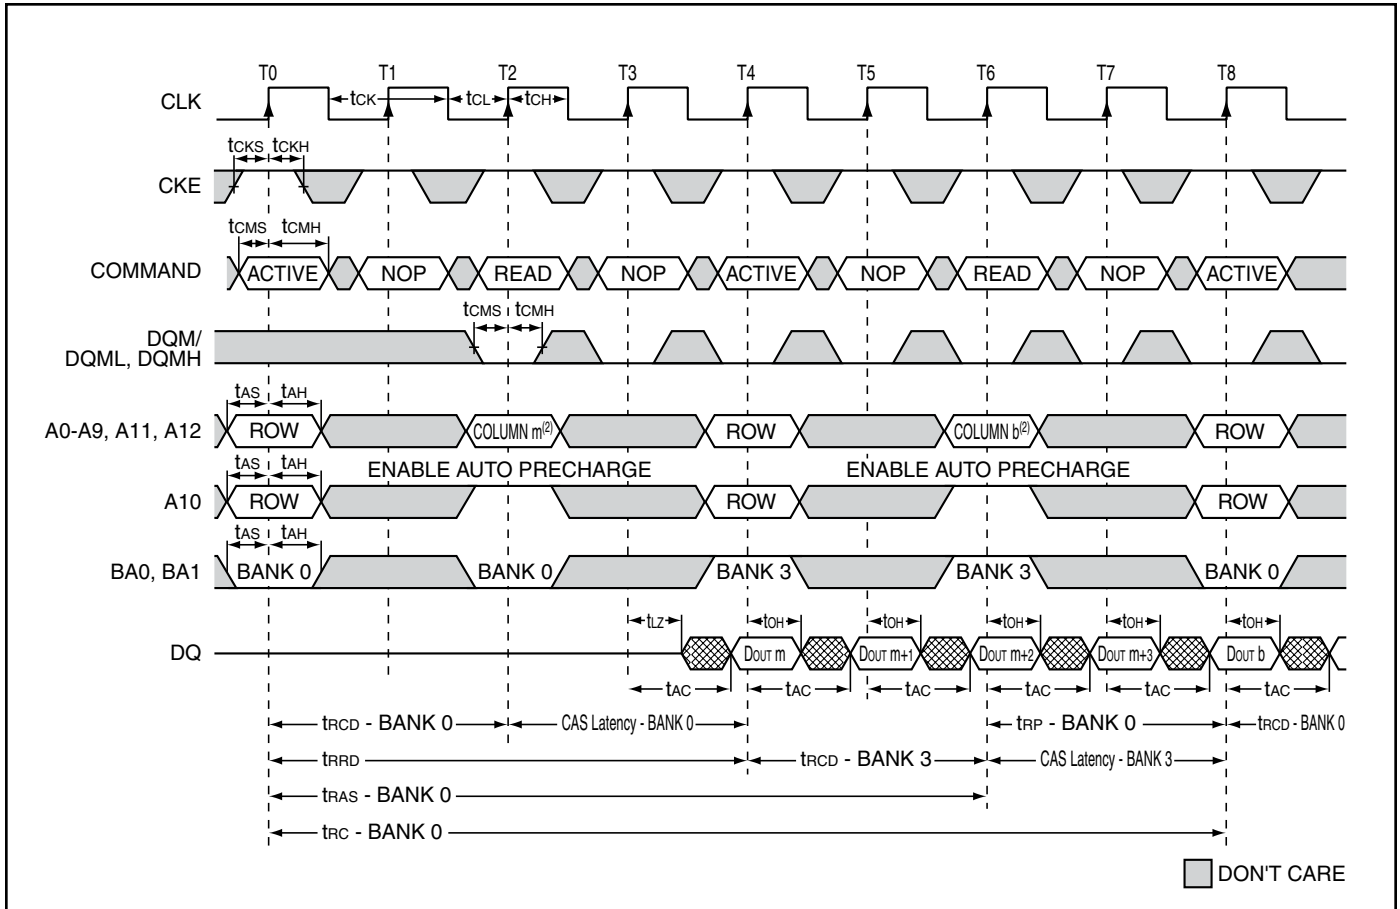 T0 T1 T2 T3 T4 T5 T6 T7 T8
CLK tCK tCL tCH
tCKS tCKH
CKE
tCMS tCMH
COMMAND ACTIVE NOP READ NOP ACTIVE NOP READ NOP ACTIVE
tCMS tCMH
DQM/
DQML, DQMH
tAS tAH
A0-A9, A11, A12 ROW COLUMN m(2) ROW COLUMN b(2) ROW
tAS tAH ENABLE AUTO PRECHARGE ENABLE AUTO PRECHARGE
A10 ROW ROW ROW
tAS tAH
BA0, BA1 BANK 0 BANK 0 BANK 3 BANK 3 BANK 0
tLZ tOH tOH tOH tOH tOH
DQ DOUT m DOUT m+1 DOUT m+2 DOUT m+3 DOUT b
tAC tAC tAC tAC tAC tAC
tRCD - BANK 0 CAS Latency - BANK 0 tRP - BANK 0 tRCD - BANK 0
tRRD tRCD - BANK 3 CAS Latency - BANK 3
tRAS - BANK 0
tRC - BANK 0
DON'T CARE